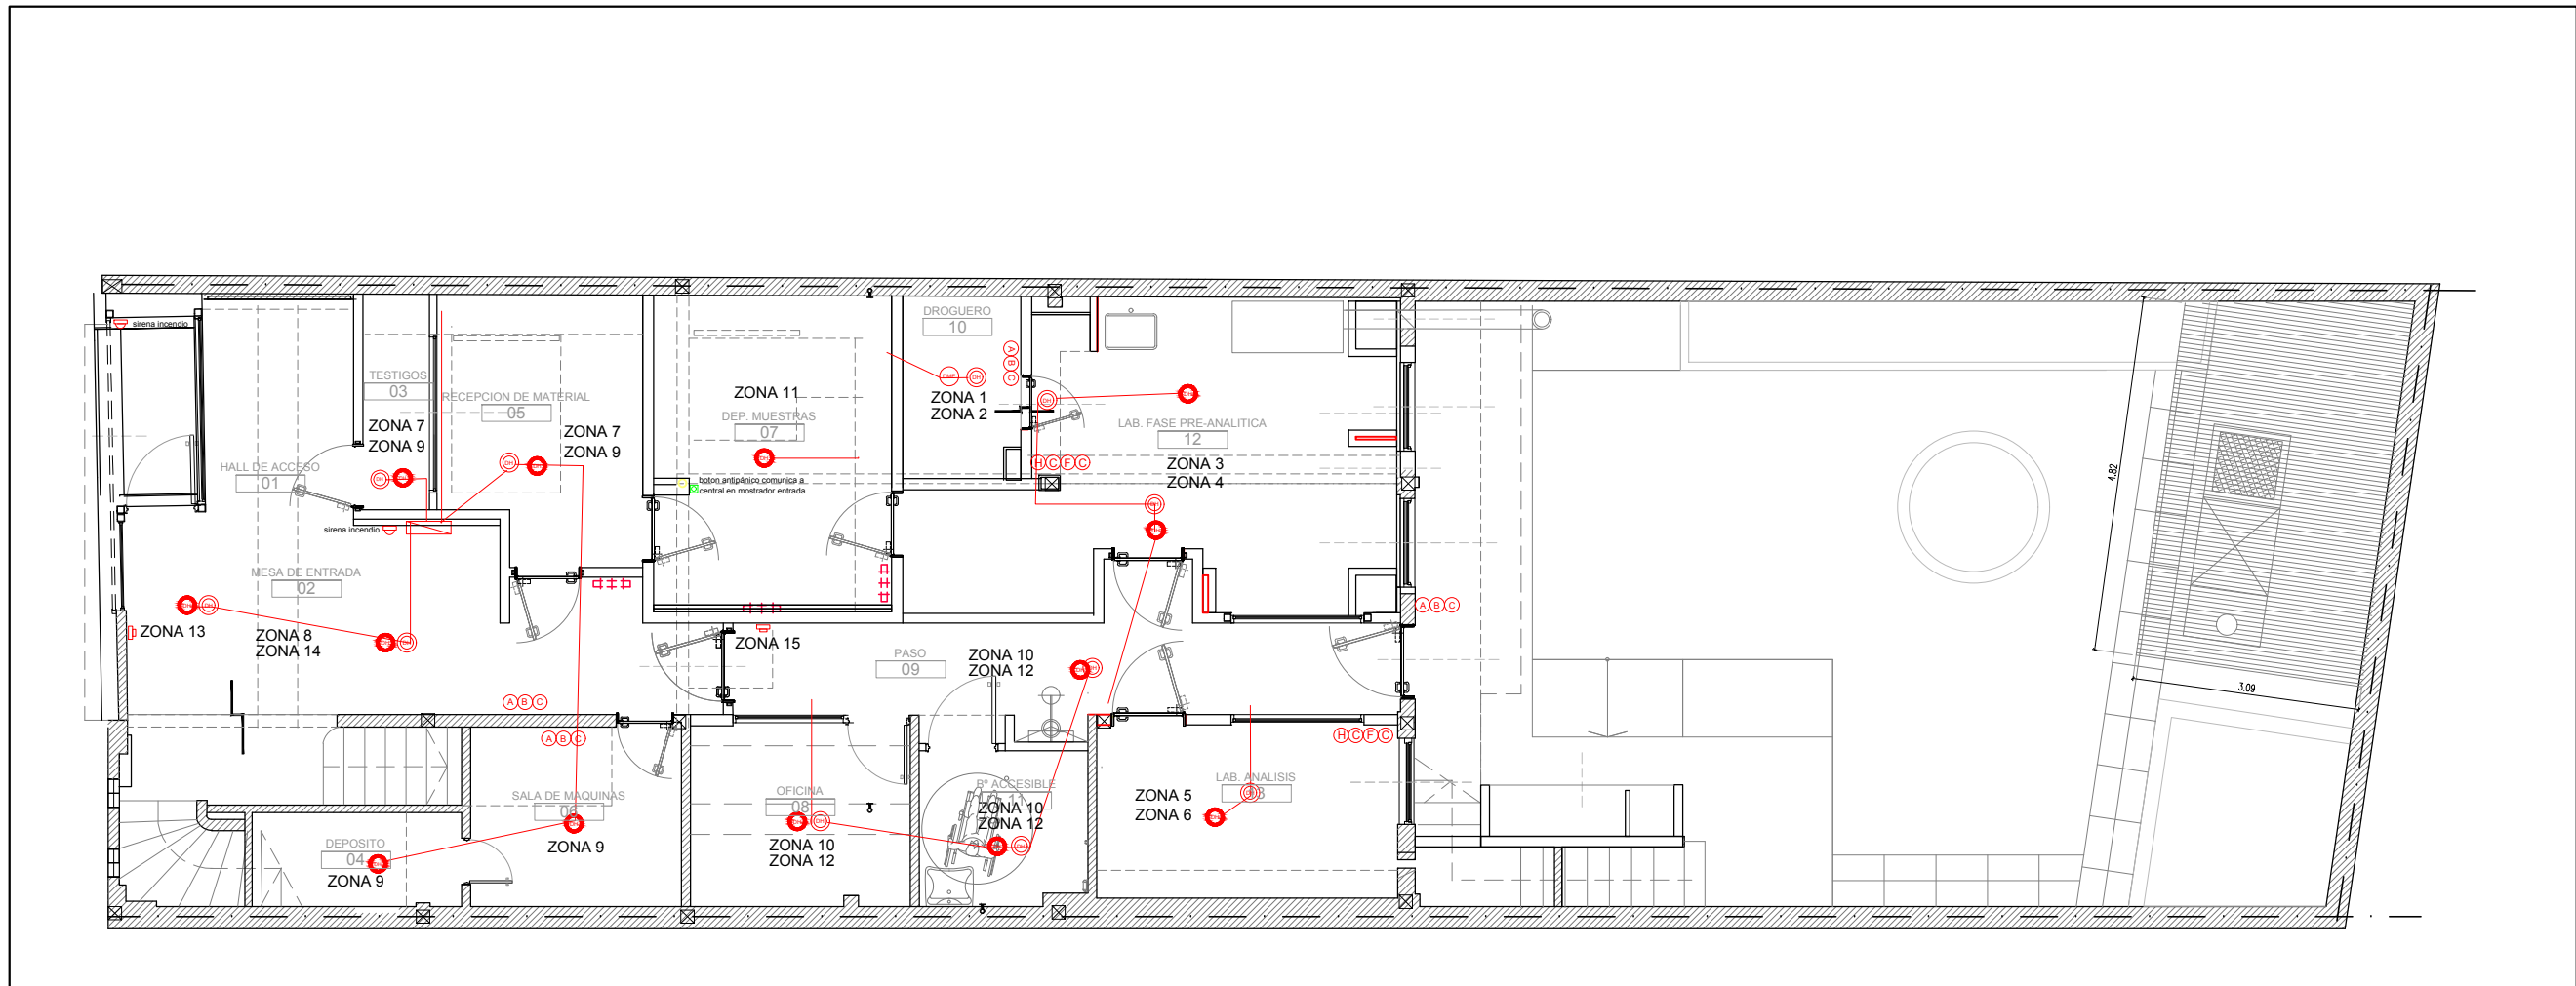 sirena incendio
DROGUERO
10
TESTIGOS
03
RECEPCION DE MATERIAL
05
ZONA 7
ZONA 9
ZONA 7
ZONA 9
ZONA 11
DEP. MUESTRAS
07
DH
DH
ZONA 1
ZONA 2
A
B
C
DH
LAB. FASE PRE-ANALITICA
12
ZONA 3
ZONA 4
H C F C
HALL DE ACCESO
01
boton antipánico comunica a
central en mostrador entrada
sirena incendio
MESA DE ENTRADA
02
ZONA 13
ZONA 8
ZONA 14
ZONA 15
PASO
09
ZONA 10
ZONA 12
A B C
A B C
A B C
H C F C
SALA DE MAQUINAS
06
ZONA 9
DEPOSITO
04
ZONA 9
OFICINA
08
ZONA 10
ZONA 12
Bº ACCESIBLE
11
ZONA 10
ZONA 12
LAB. ANALISIS
ZONA 5
ZONA 6
4.82
3.09